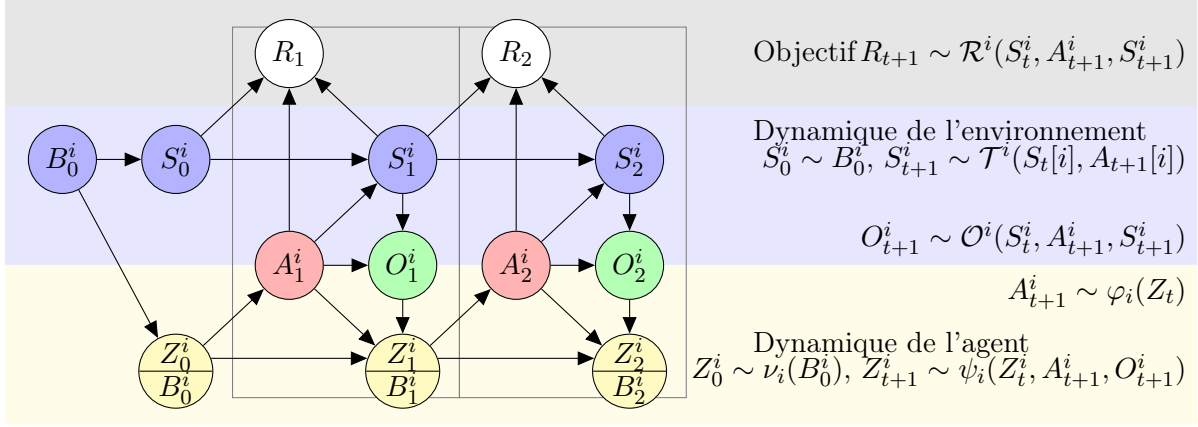 R_1 R_2 Objectif R_{t+1} ∼ \mathcal{R}^i(S_t^i, A_{t+1}^i, S_{t+1}^i)
Dynamique de l'environnement
B_0^i S_0^i S_1^i S_2^i S_0^i ∼ B_0^i, S_{t+1}^i ∼ \mathcal{T}^i(S_t[i], A_{t+1}[i])
O_{t+1}^i ∼ \mathcal{O}^i(S_t^i, A_{t+1}^i, S_{t+1}^i)
A_1^i O_1^i A_2^i O_2^i
A_{t+1}^i ∼ φ_i(Z_t)
Dynamique de l'agent
Z_0^i Z_1^i Z_2^i Z_0^i ∼ ν_i(B_0^i), Z_{t+1}^i ∼ ψ_i(Z_t^i, A_{t+1}^i, O_{t+1}^i)
B_0^i B_1^i B_2^i